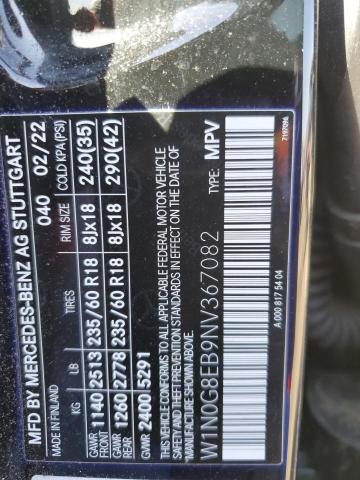 MFD BY MERCEDES-BENZ AG STUTTGART
MADE IN FINLAND 040 02/22
KG LB TIRES RIM SIZE COLD KPA(PSI)
GAWR FRONT 1140 2513 235/60 R18 8Jx18 240(35)
GAWR REAR 1260 2778 235/60 R18 8Jx18 290(42)
GWVR 2400 5291
THIS VEHICLE CONFORMS TO ALL APPLICABLE FEDERAL MOTOR VEHICLE
SAFETY AND THEFT PREVENTION STANDARDS IN EFFECT ON THE DATE OF
MANUFACTURE SHOWN ABOVE.
TYPE: MPV
W1N0G8EB9NV367082
A 000 817 54 04
7197096